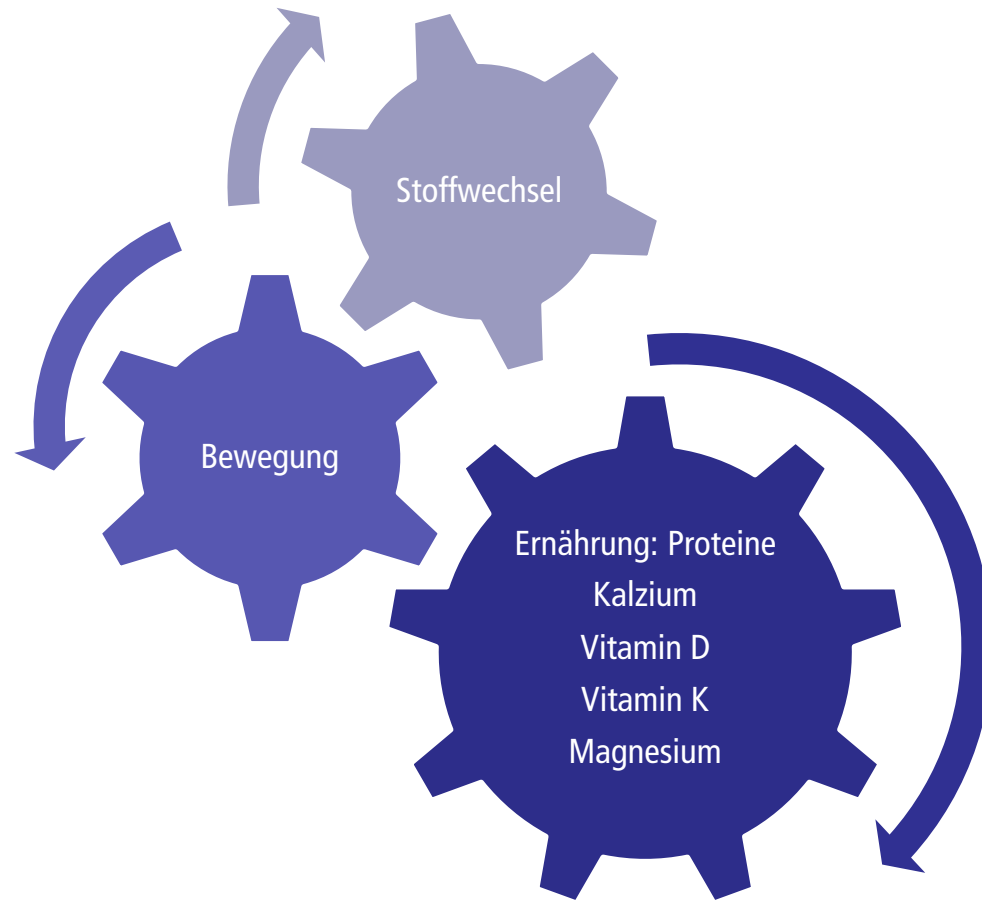 Stoffwechsel
Bewegung
Ernährung: Proteine
Kalzium
Vitamin D
Vitamin K
Magnesium